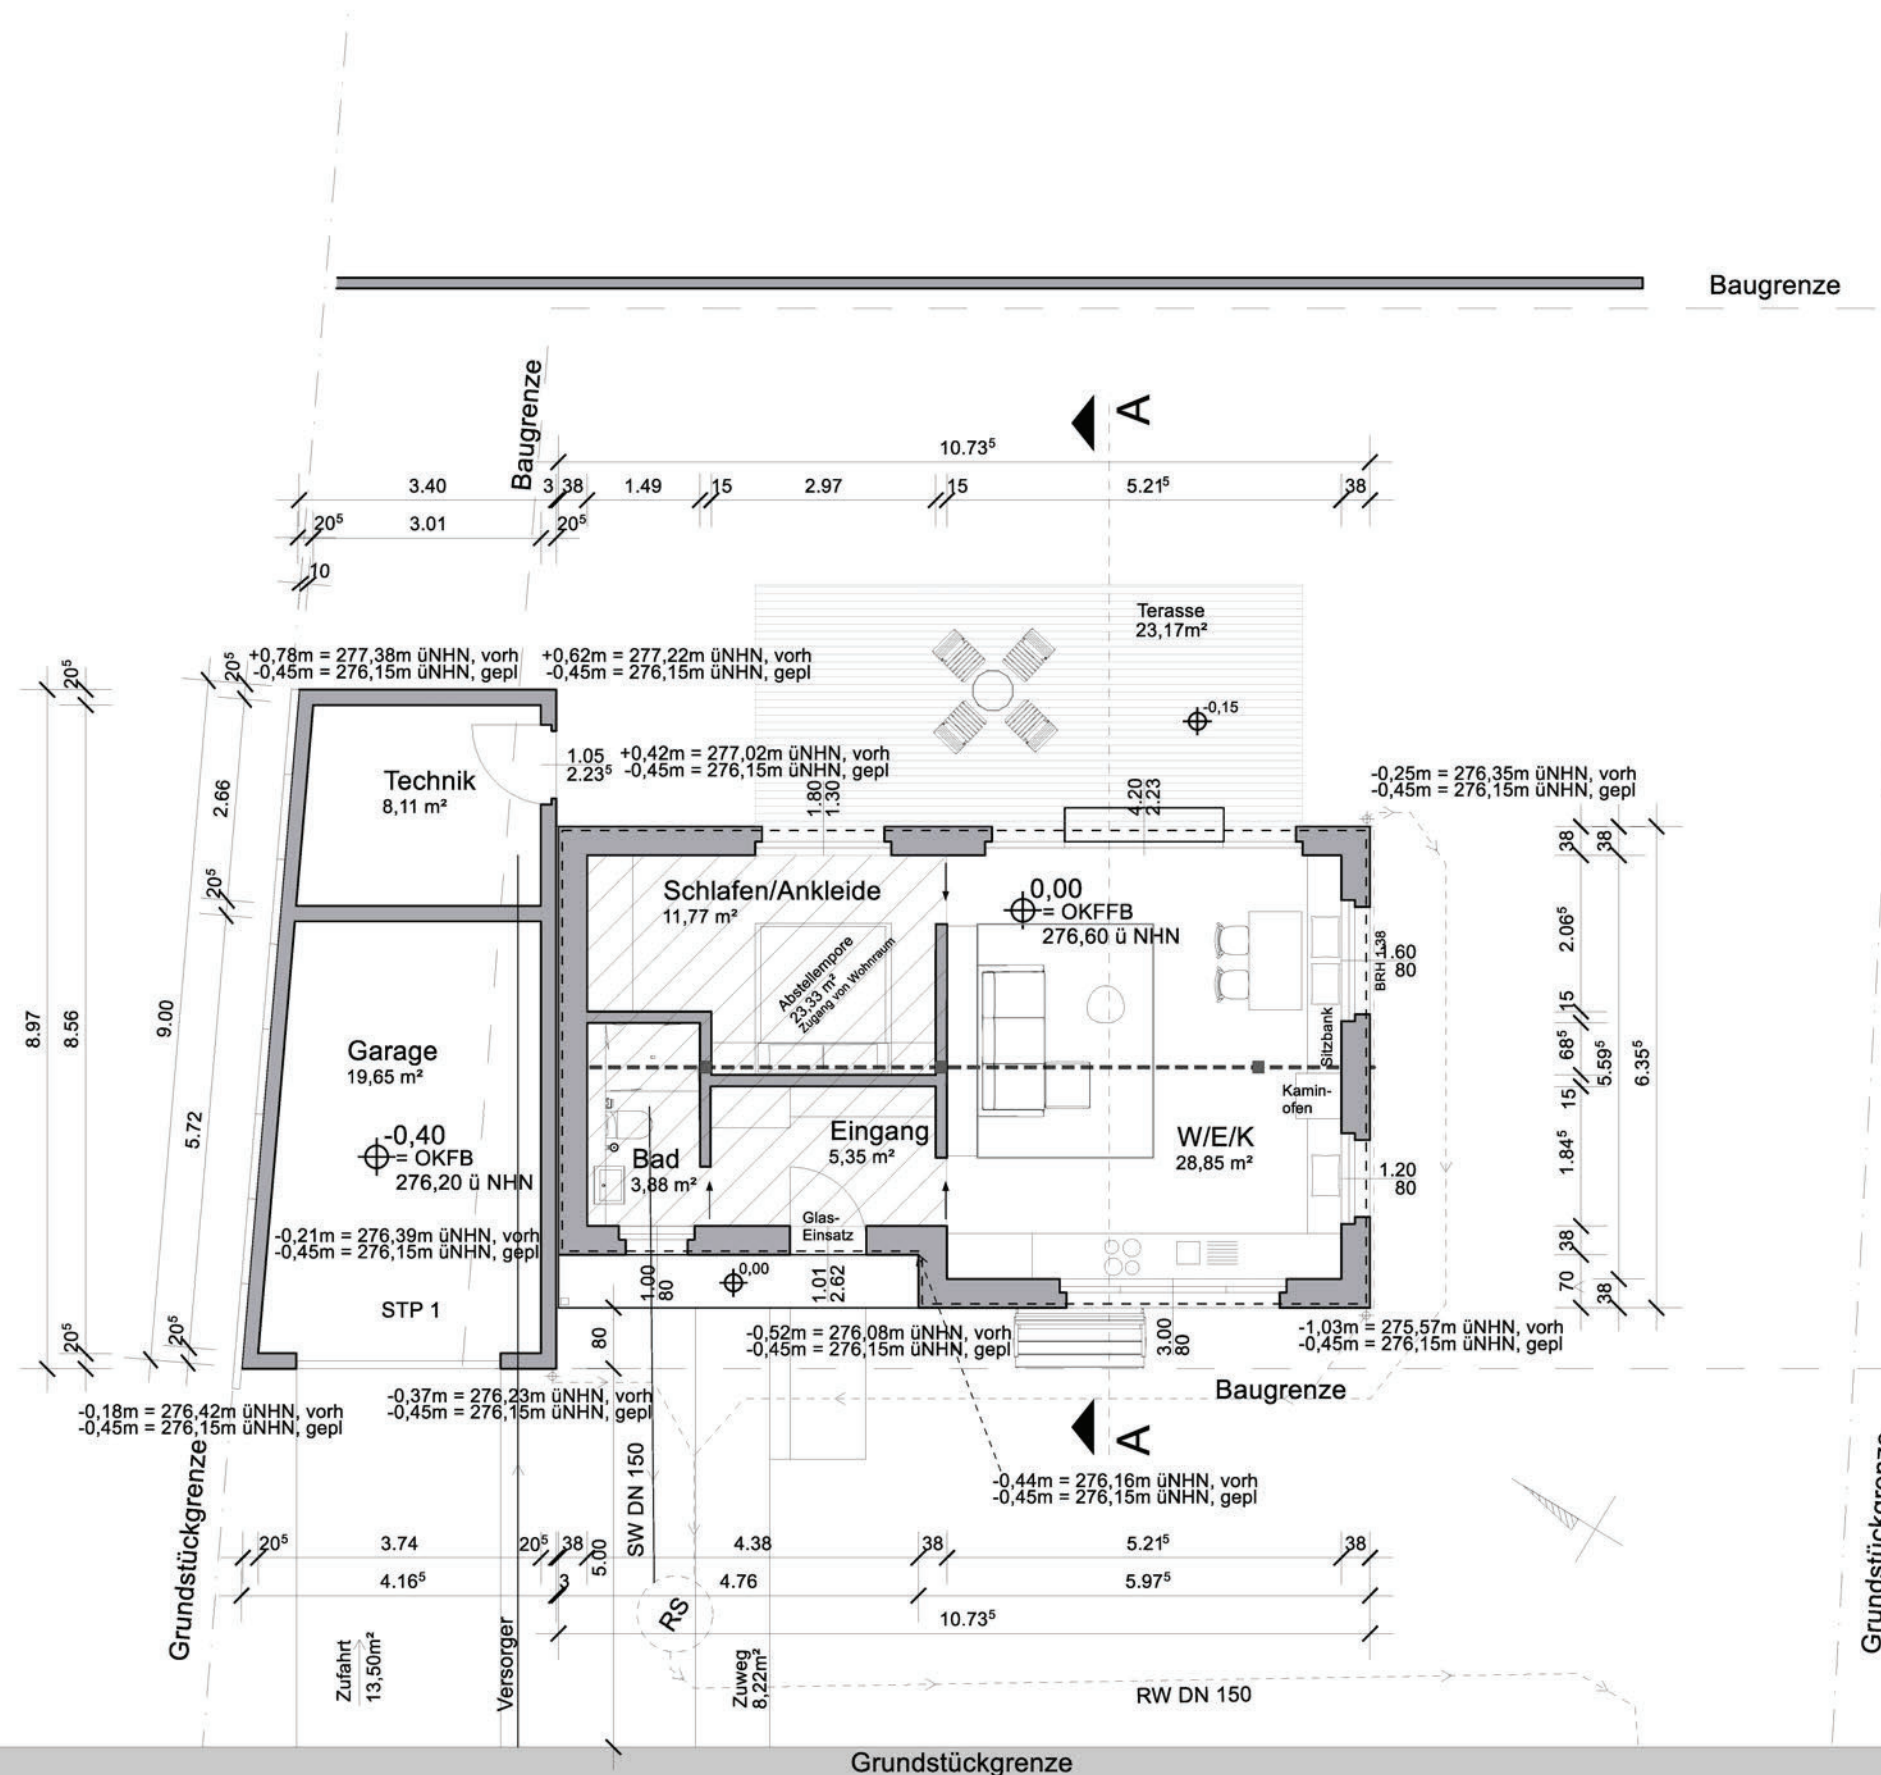 Baugrenze
Baugrenze
A
10.73⁵
3.40
3
38
1.49
15
2.97
15
5.21⁵
38
20⁵
3.01
20⁵
10
Terasse
23,17m²
-0,15
20⁵
+0,78m = 277,38m üNHN, vorh
-0,45m = 276,15m üNHN, gepl
+0,62m = 277,22m üNHN, vorh
-0,45m = 276,15m üNHN, gepl
20⁵
Technik
8,11 m²
1.05
2.23⁵
+0,42m = 277,02m üNHN, vorh
-0,45m = 276,15m üNHN, gepl
1.80
1.30
4.20
2.23
-0,25m = 276,35m üNHN, vorh
-0,45m = 276,15m üNHN, gepl
2.66
20⁵
38
38
Schlafen/Ankleide
11,77 m²
0,00
= OKFFB
276,60 ü NHN
Abstellempore
23,33 m²
Zugang von Wohnraum
BRH 1.38
1.60
80
2.06⁵
15
68⁵
15
5.59⁵
6.35⁵
8.97
8.56
9.00
5.72
Garage
19,65 m²
Sitzbank
Kamin-
ofen
-0,40
= OKFB
276,20 ü NHN
Bad
3,88 m²
Eingang
5,35 m²
W/E/K
28,85 m²
1.20
80
1.84⁵
-0,21m = 276,39m üNHN, vorh
-0,45m = 276,15m üNHN, gepl
Glas-
Einsatz
38
70
38
STP 1
1.00
80
0,00
1.01
2.62
20⁵
20⁵
80
-0,52m = 276,08m üNHN, vorh
-0,45m = 276,15m üNHN, gepl
3.00
80
-1,03m = 275,57m üNHN, vorh
-0,45m = 276,15m üNHN, gepl
Baugrenze
-0,37m = 276,23m üNHN, vorh
-0,45m = 276,15m üNHN, gepl
-0,18m = 276,42m üNHN, vorh
-0,45m = 276,15m üNHN, gepl
A
-0,44m = 276,16m üNHN, vorh
-0,45m = 276,15m üNHN, gepl
Grundstückgrenze
SW DN 150
Grundstückgrenze
20⁵
3.74
20⁵
38
5.00
4.38
38
5.21⁵
38
4.16⁵
3
4.76
5.97⁵
RS
10.73⁵
Zufahrt
13,50m²
Versorger
Zuweg
8,22m²
RW DN 150
Grundstückgrenze